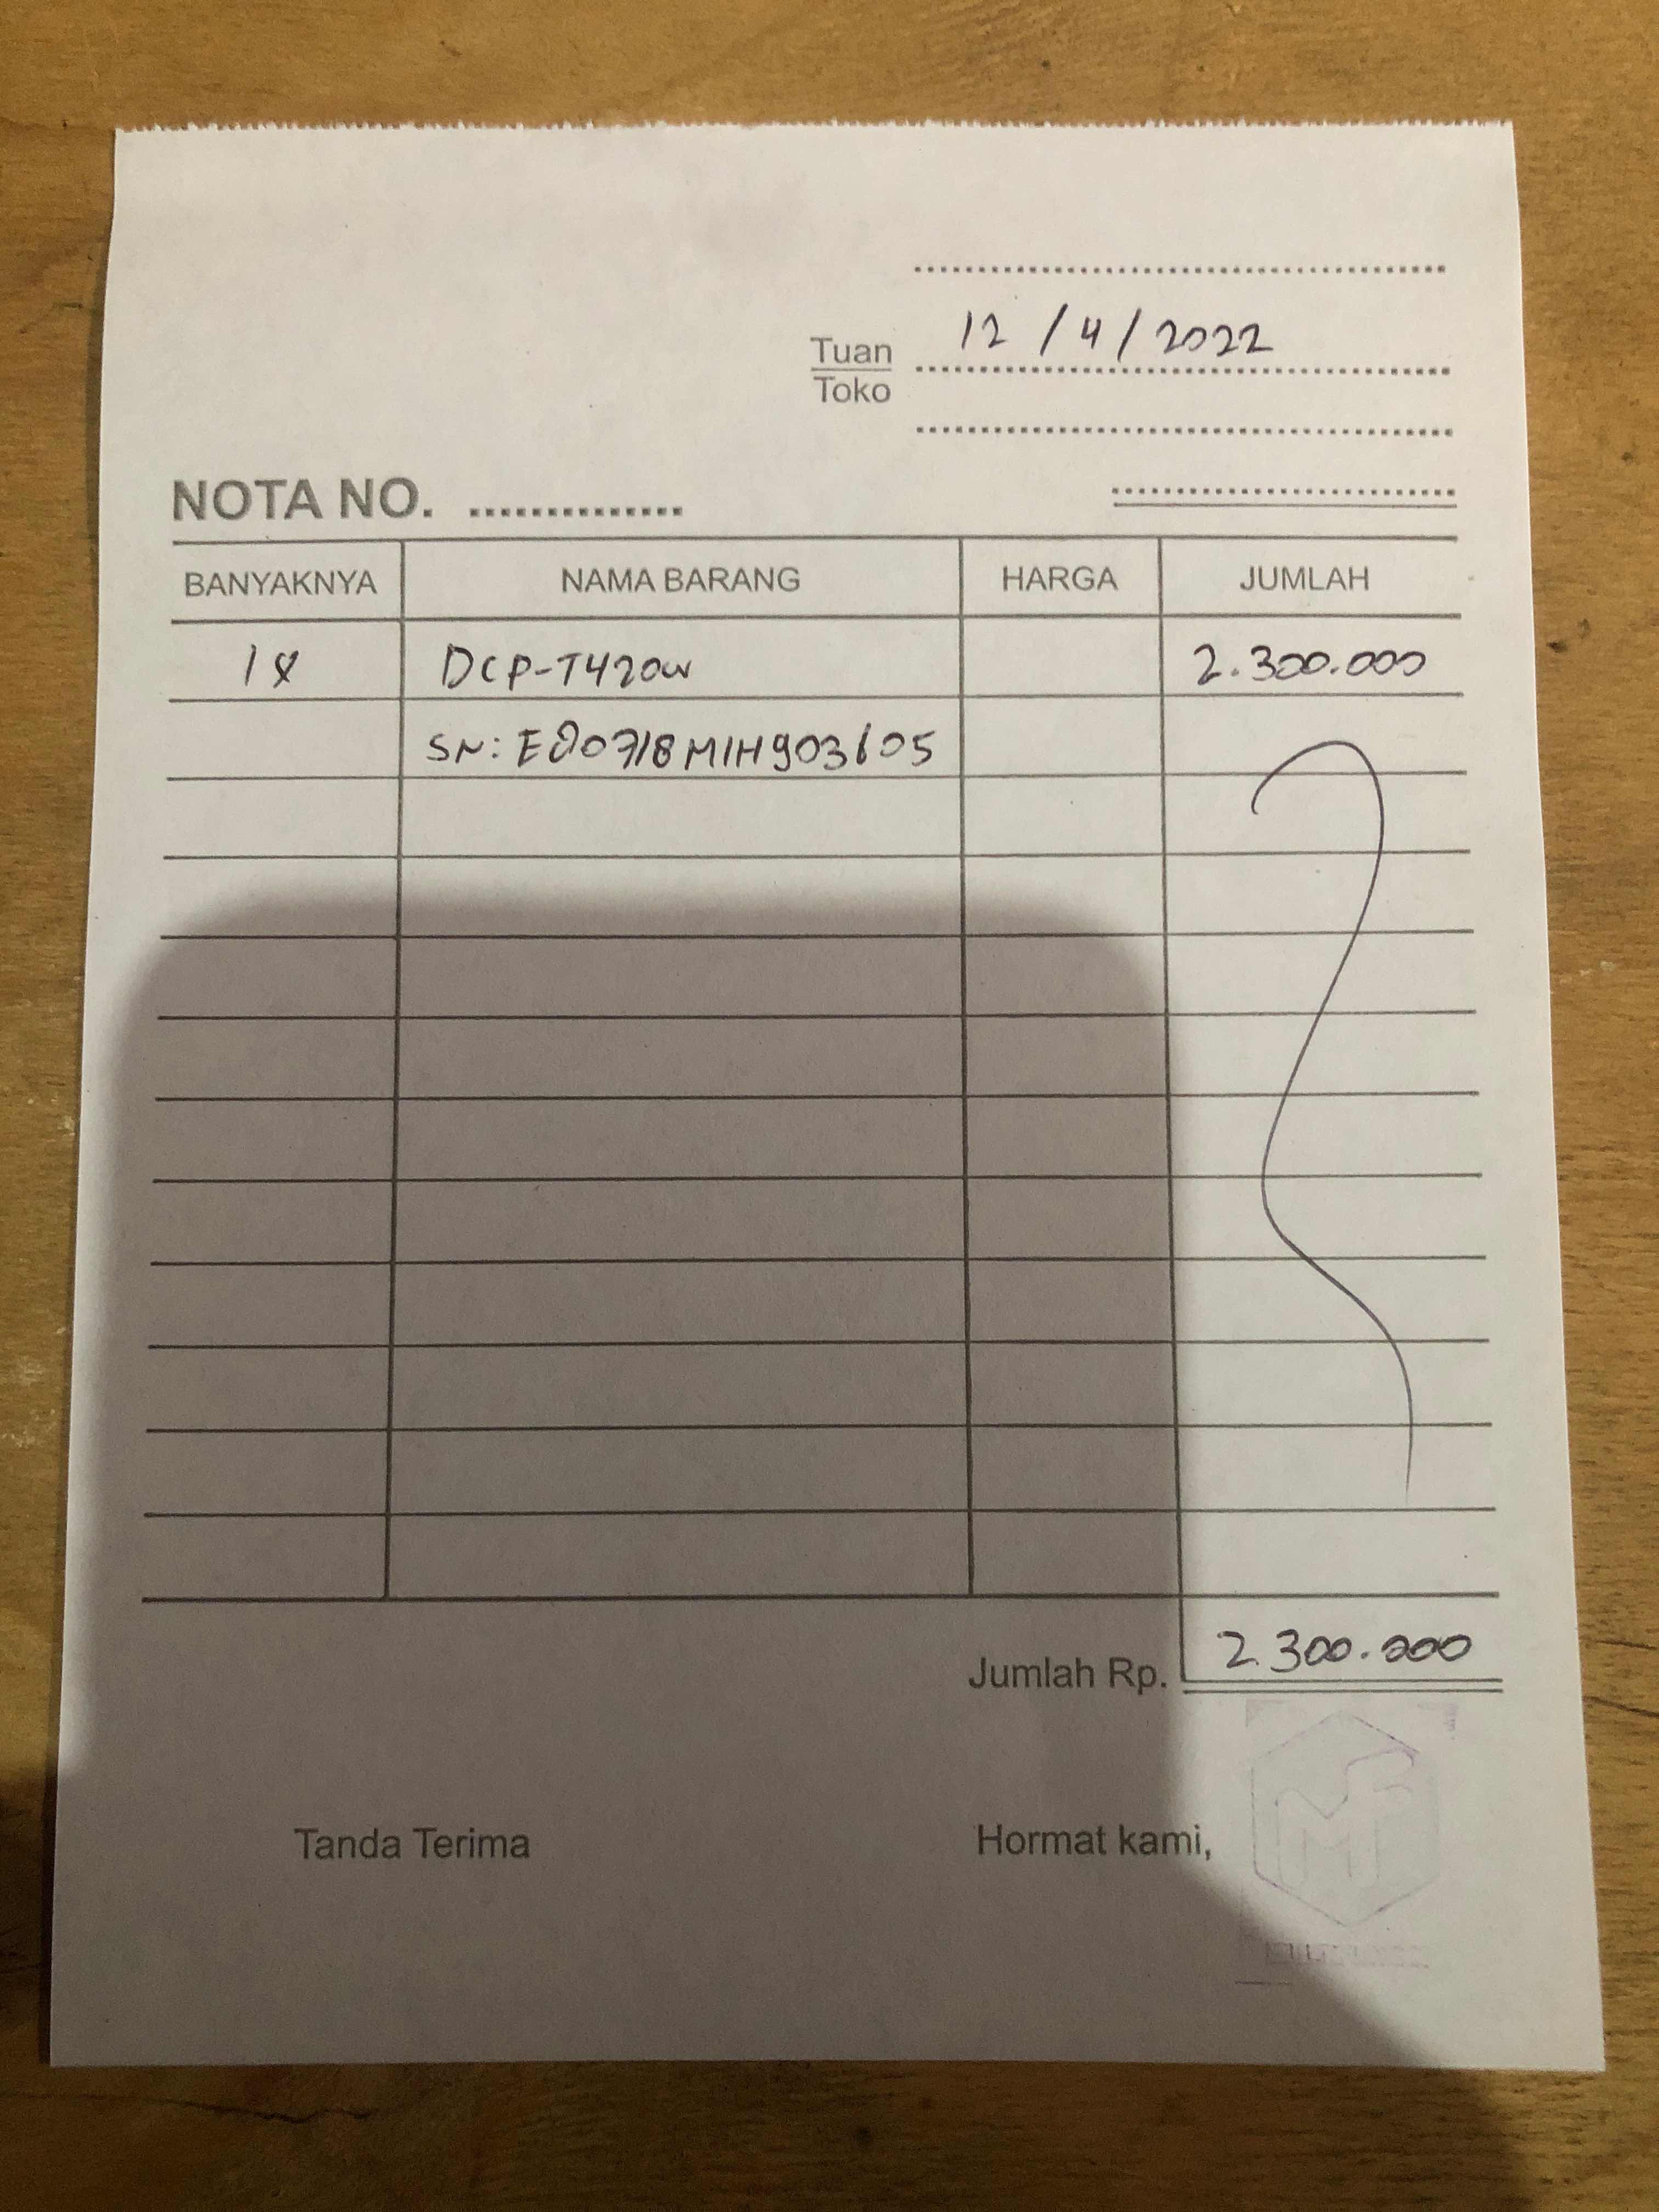 12/4/2022
Tuan
Toko
NOTA NO. ..............
BANYAKNYA NAMA BARANG HARGA JUMLAH
1x DCP-T420W 2.300.000
SN: E80718M1H903605
Jumlah Rp. 2.300.000
Tanda Terima Hormat kami,